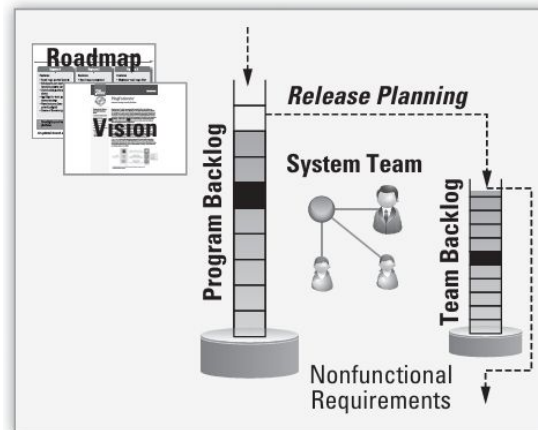 Roadmap
Vision
Program Backlog
Release Planning
System Team
Team Backlog
Nonfunctional
Requirements